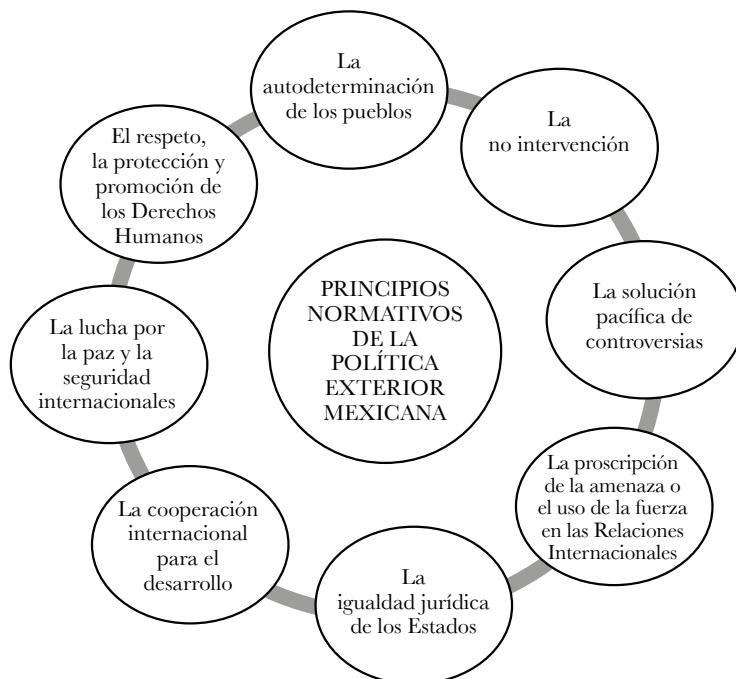 La
autodeterminación
de los pueblos
La
no intervención
La solución
pacífica de
controversias
La proscripción
de la amenaza o
el uso de la fuerza
en las Relaciones
Internacionales
La
igualdad jurídica
de los Estados
La cooperación
internacional
para el
desarrollo
La lucha por
la paz y la
seguridad
internacionales
El respeto,
la protección y
promoción de
los Derechos
Humanos
PRINCIPIOS
NORMATIVOS
DE LA
POLÍTICA
EXTERIOR
MEXICANA